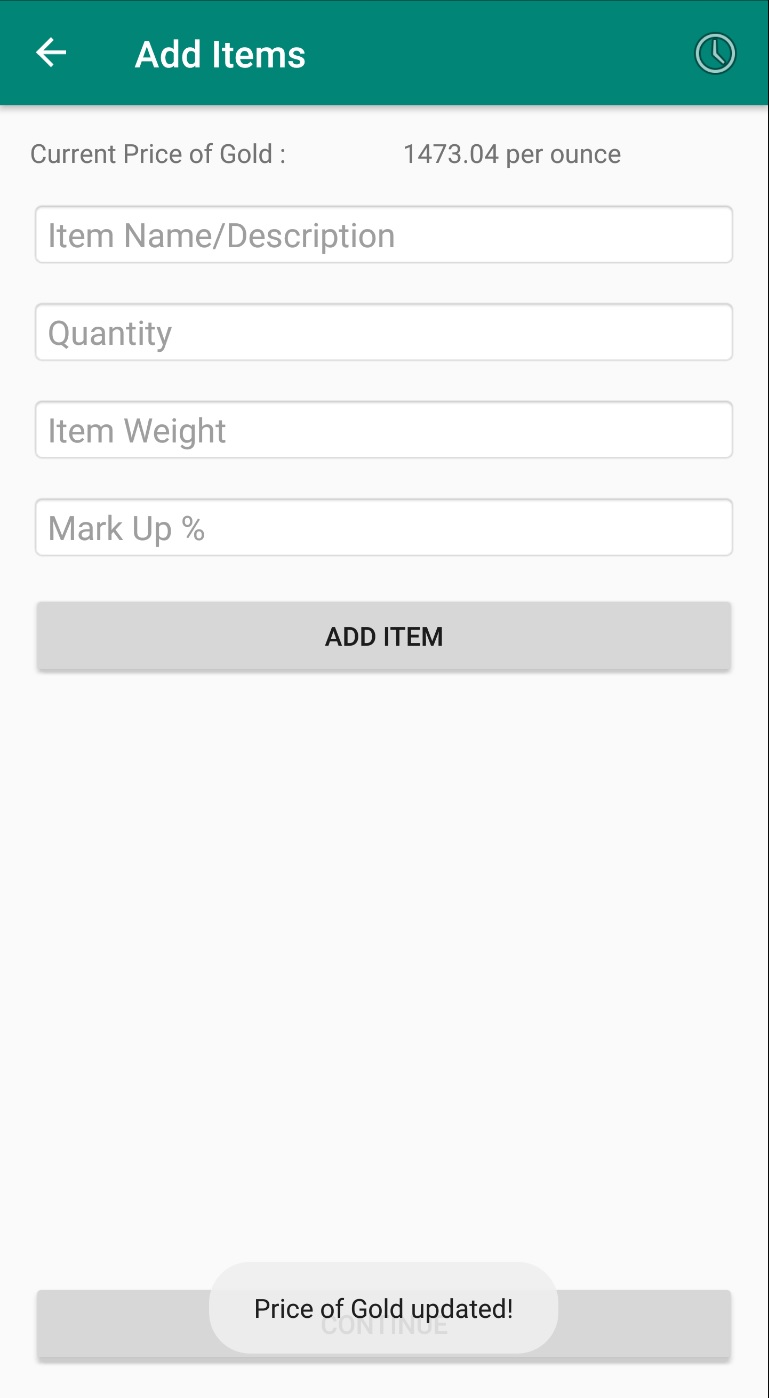 Add Items
Current Price of Gold : 1473.04 per ounce
Item Name/Description
Quantity
Item Weight
Mark Up %
ADD ITEM
Price of Gold updated!
CONTINUE